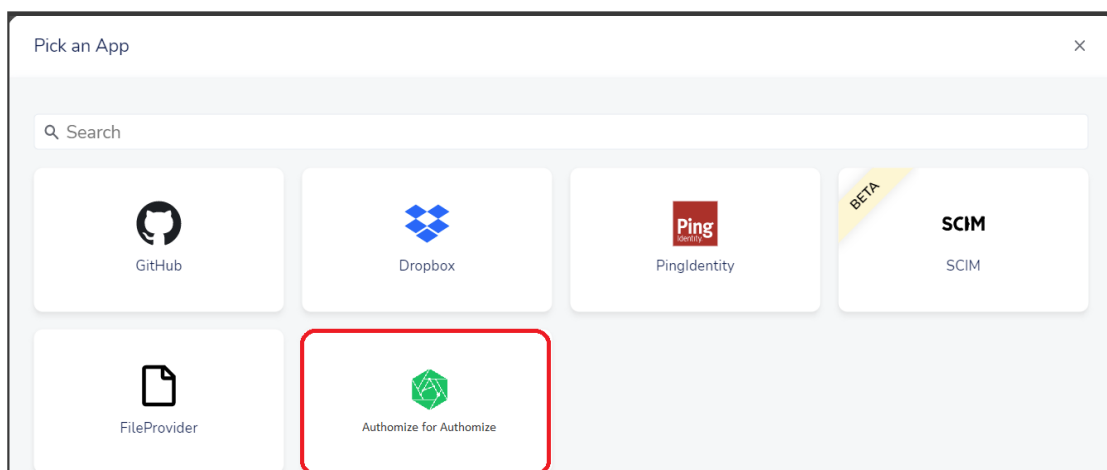 Pick an App
Search
BETA
Ping
Identity
SCIM
GitHub
Dropbox
PingIdentity
SCIM
FileProvider
Authomize for Authomize